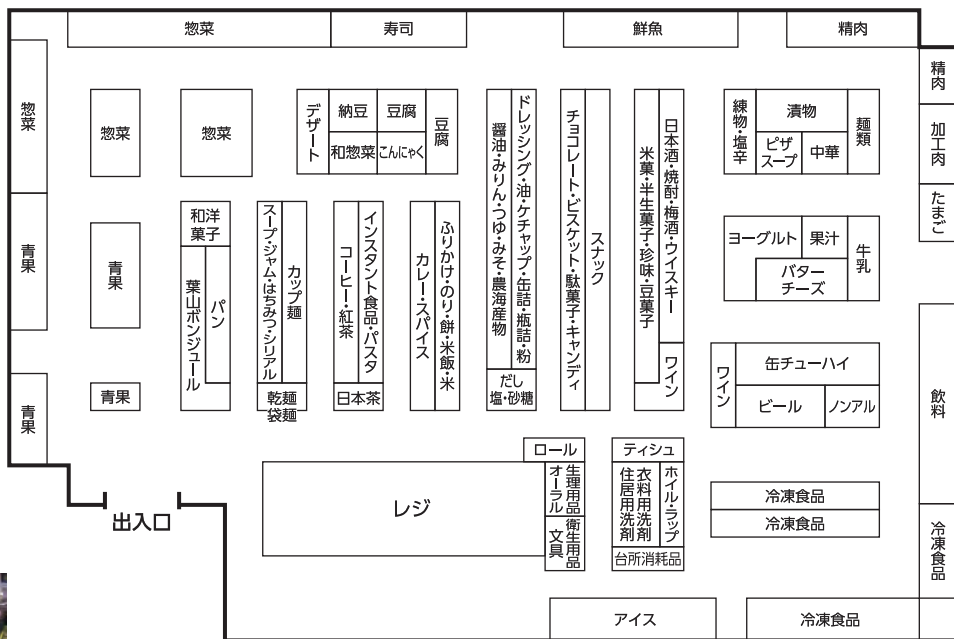 惣菜
寿司
鮮魚
精肉
惣菜
青果
青果
精肉
加工肉
たまご
飲料
冷凍食品
惣菜
惣菜
デザート
納豆
豆腐
和惣菜
こんにゃく
豆腐
醤油・みりん・つゆ・みそ・農海産物
ドレッシング・油・ケチャップ・缶詰・瓶詰・粉
だし
塩・砂糖
チョコレート・ビスケット・駄菓子・キャンディ
スナック
米菓・半生菓子・珍味・豆菓子
日本酒・焼酎・梅酒・ウイスキー
ワイン
練物・塩辛
漬物
ピザ
スープ
中華
麺類
青果
青果
和洋
菓子
葉山ボンジュール
パン
スープ・ジャム・はちみつ・シリアル
カップ麺
乾麺
袋麺
コーヒー・紅茶
インスタント食品・パスタ
日本茶
カレー・スパイス
ふりかけ・のり・餅・米飯・米
ヨーグルト
果汁
バター
チーズ
牛乳
ワイン
缶チューハイ
ビール
ノンアル
出入口
レジ
ロール
オーラル
生理用品
文具
衛生用品
ティシュ
住居用洗剤
衣料用洗剤
ホイル・ラップ
台所消耗品
冷凍食品
冷凍食品
アイス
冷凍食品